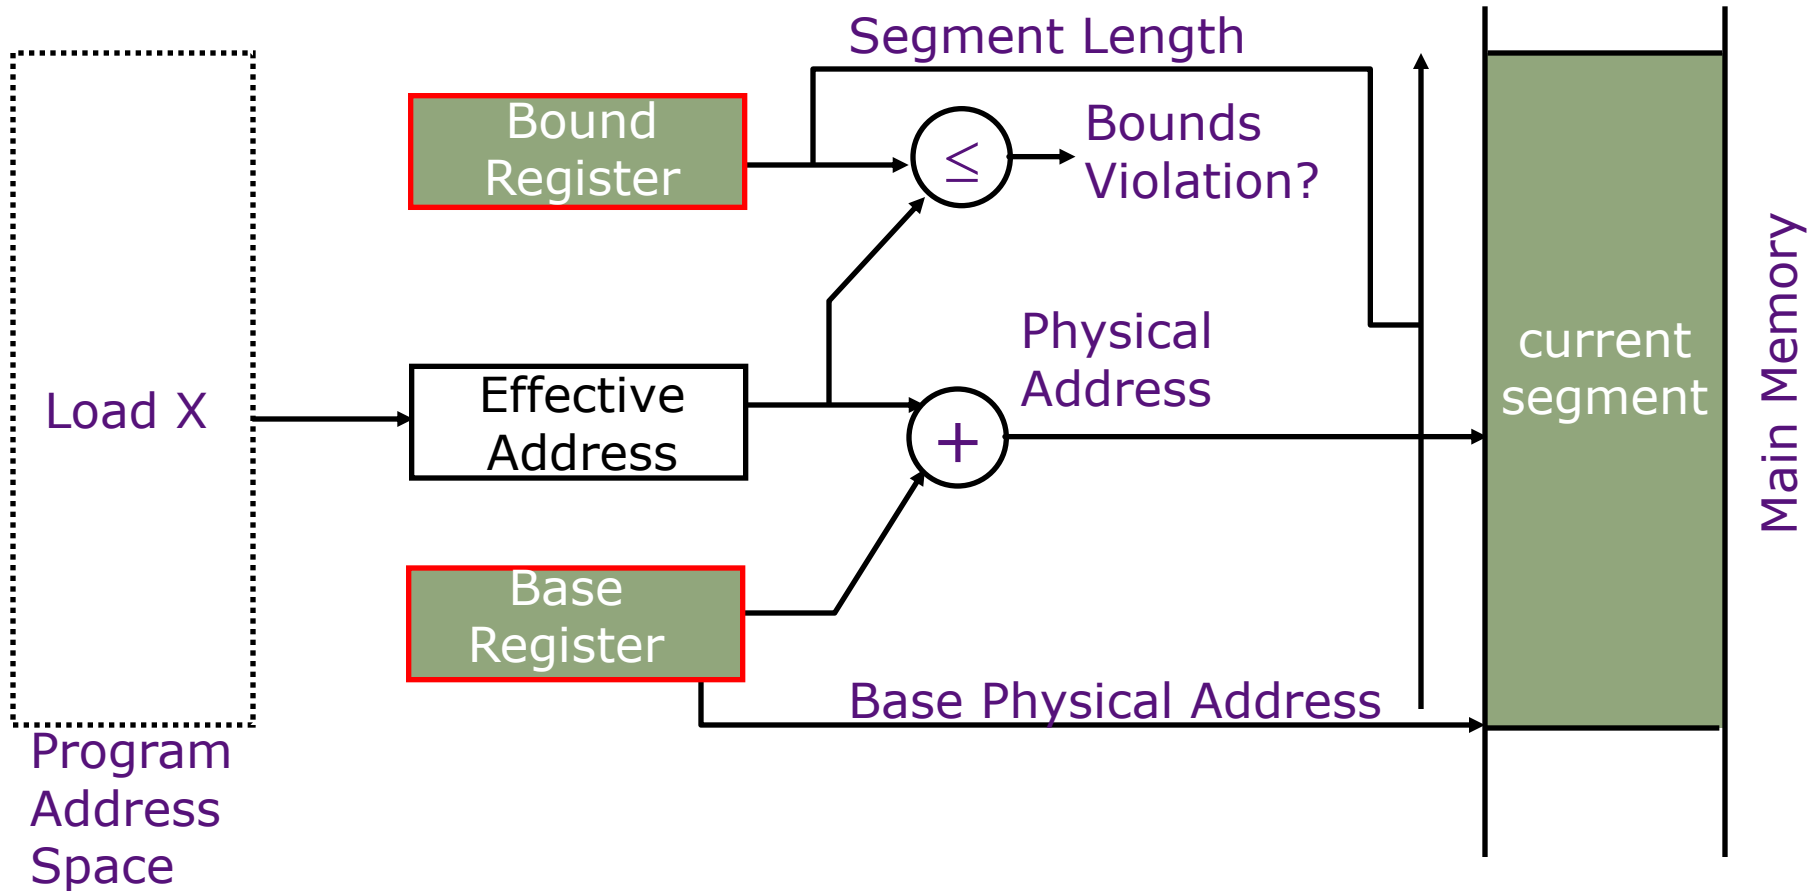 Segment Length
Bound
Register
≤
Bounds
Violation?
Load X
Effective
Address
+
Physical
Address
current
segment
Main Memory
Base
Register
Base Physical Address
Program
Address
Space